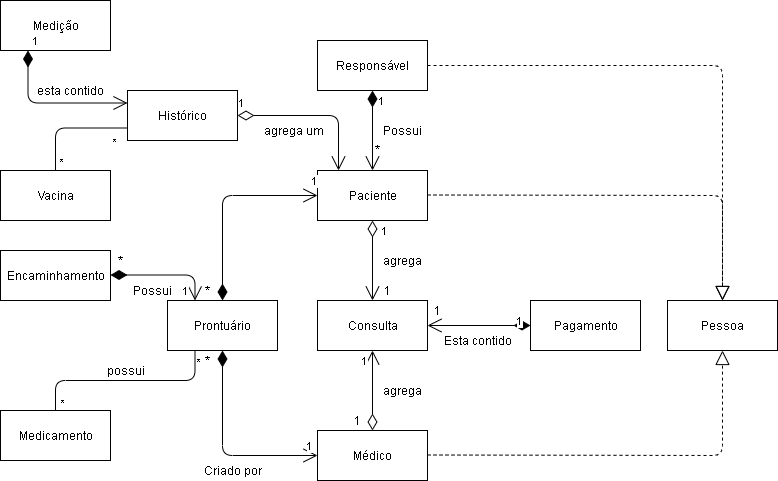 Medição
1
esta contido
Responsável
1
Possui
*
Histórico
1
agrega um
*
*
Vacina
1
Paciente
1
agrega
1
*
Encaminhamento
Possui
1
*
Prontuário
Consulta
1
Esta contido
1
Pagamento
Pessoa
*
*
possui
*
Medicamento
1
agrega
1
Criado por
1
Médico